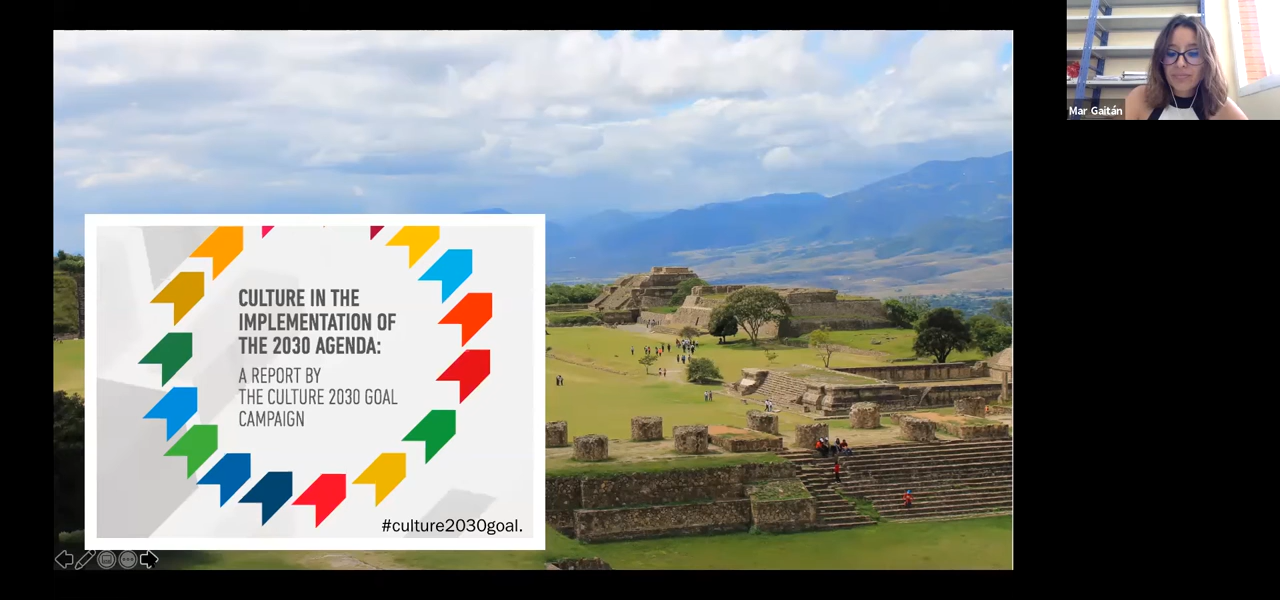 Mar Gaitán
CULTURE IN THE
IMPLEMENTATION OF
THE 2030 AGENDA:
A REPORT BY
THE CULTURE 2030 GOAL
CAMPAIGN
#culture2030goal.